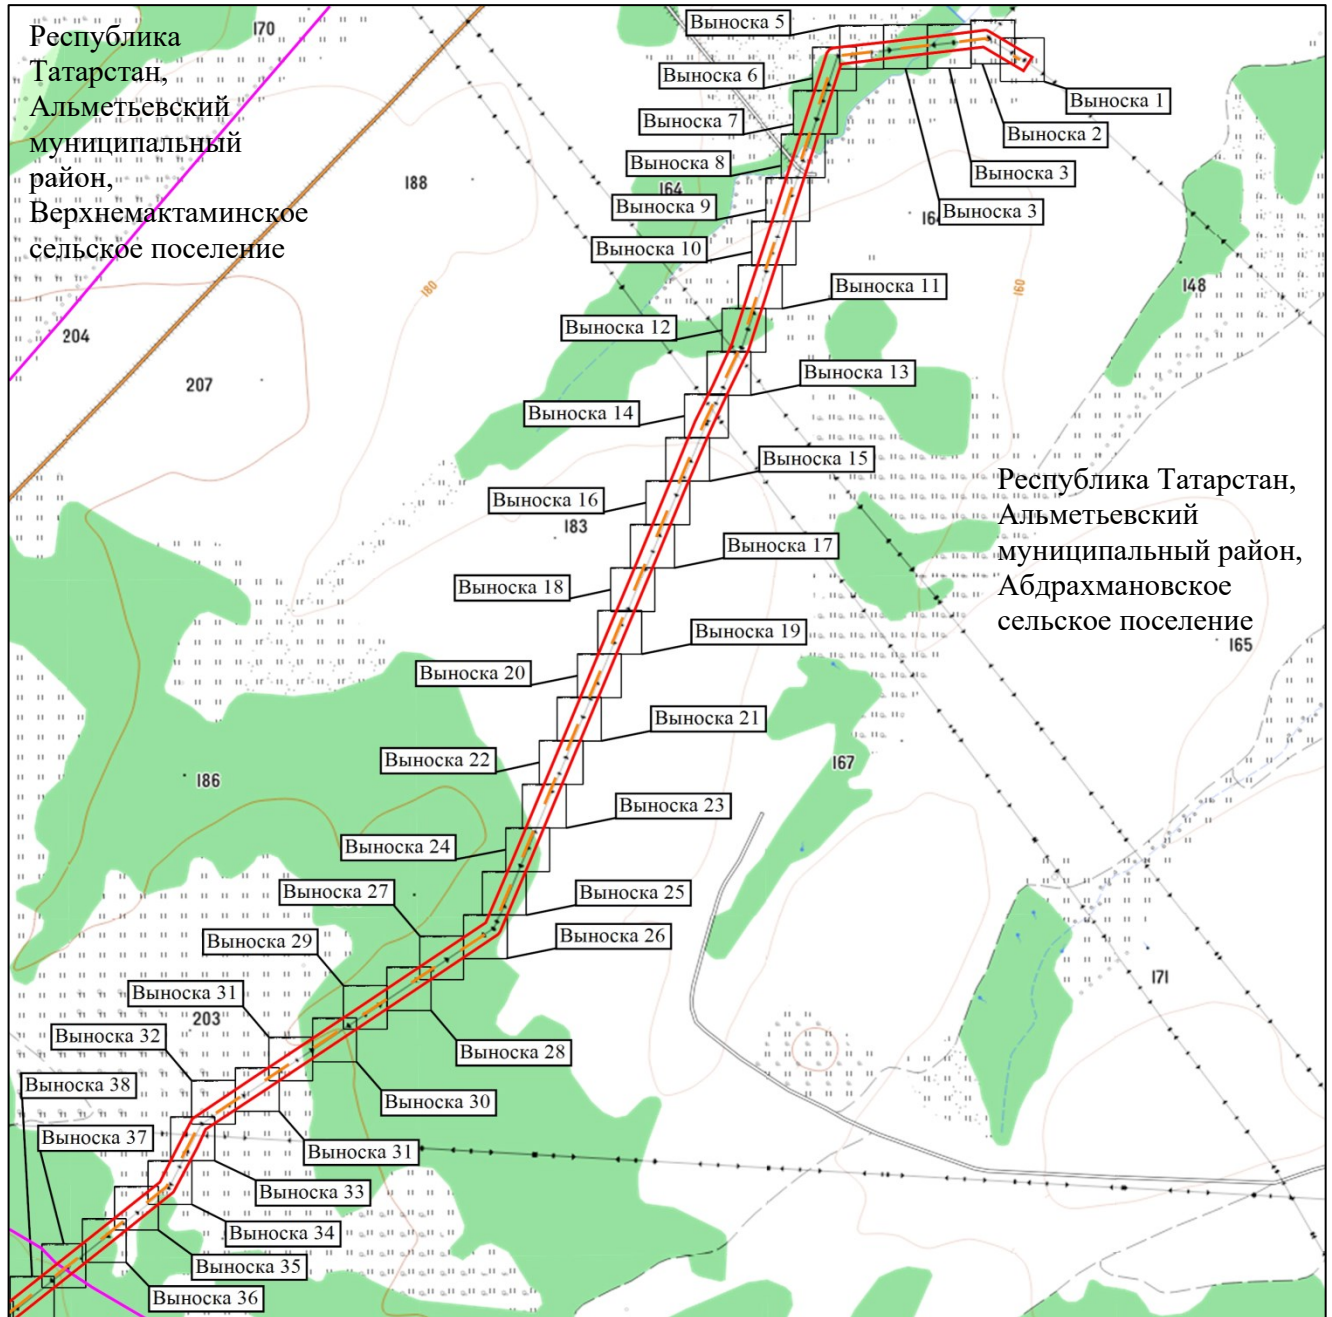 Республика
Татарстан,
Альметьевский
муниципальный
район,
Верхнемактаминское
сельское поселение
170
Выноска 5
Выноска 6
Выноска 1
Выноска 7
Выноска 2
Выноска 8
Выноска 3
188
164
Выноска 9
Выноска 3
164
Выноска 10
148
180
160
Выноска 11
Выноска 12
204
207
Выноска 13
Выноска 14
Выноска 15
Республика Татарстан,
Альметьевский
муниципальный район,
Абдрахмановское
сельское поселение
Выноска 16
183
Выноска 17
Выноска 18
Выноска 19
165
Выноска 20
Выноска 21
Выноска 22
167
186
Выноска 23
Выноска 24
Выноска 27
Выноска 25
Выноска 29
Выноска 26
171
Выноска 31
203
Выноска 32
Выноска 28
Выноска 38
Выноска 30
Выноска 37
Выноска 31
Выноска 33
Выноска 34
Выноска 35
Выноска 36